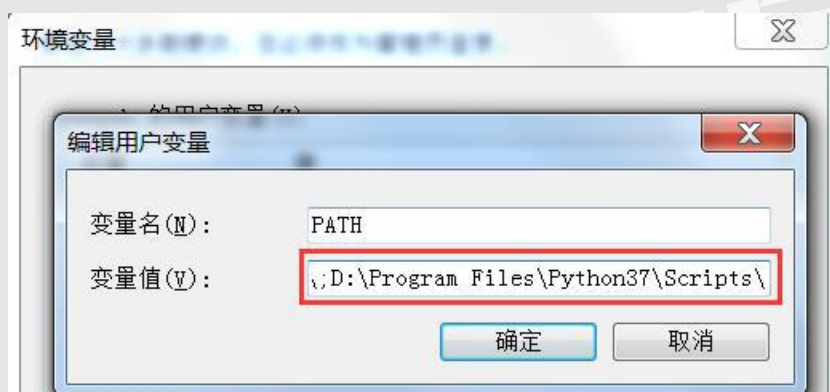 环境变量
编辑用户变量
变量名(N): PATH
变量值(V): \;D:\Program Files\Python37\Scripts\
确定 取消